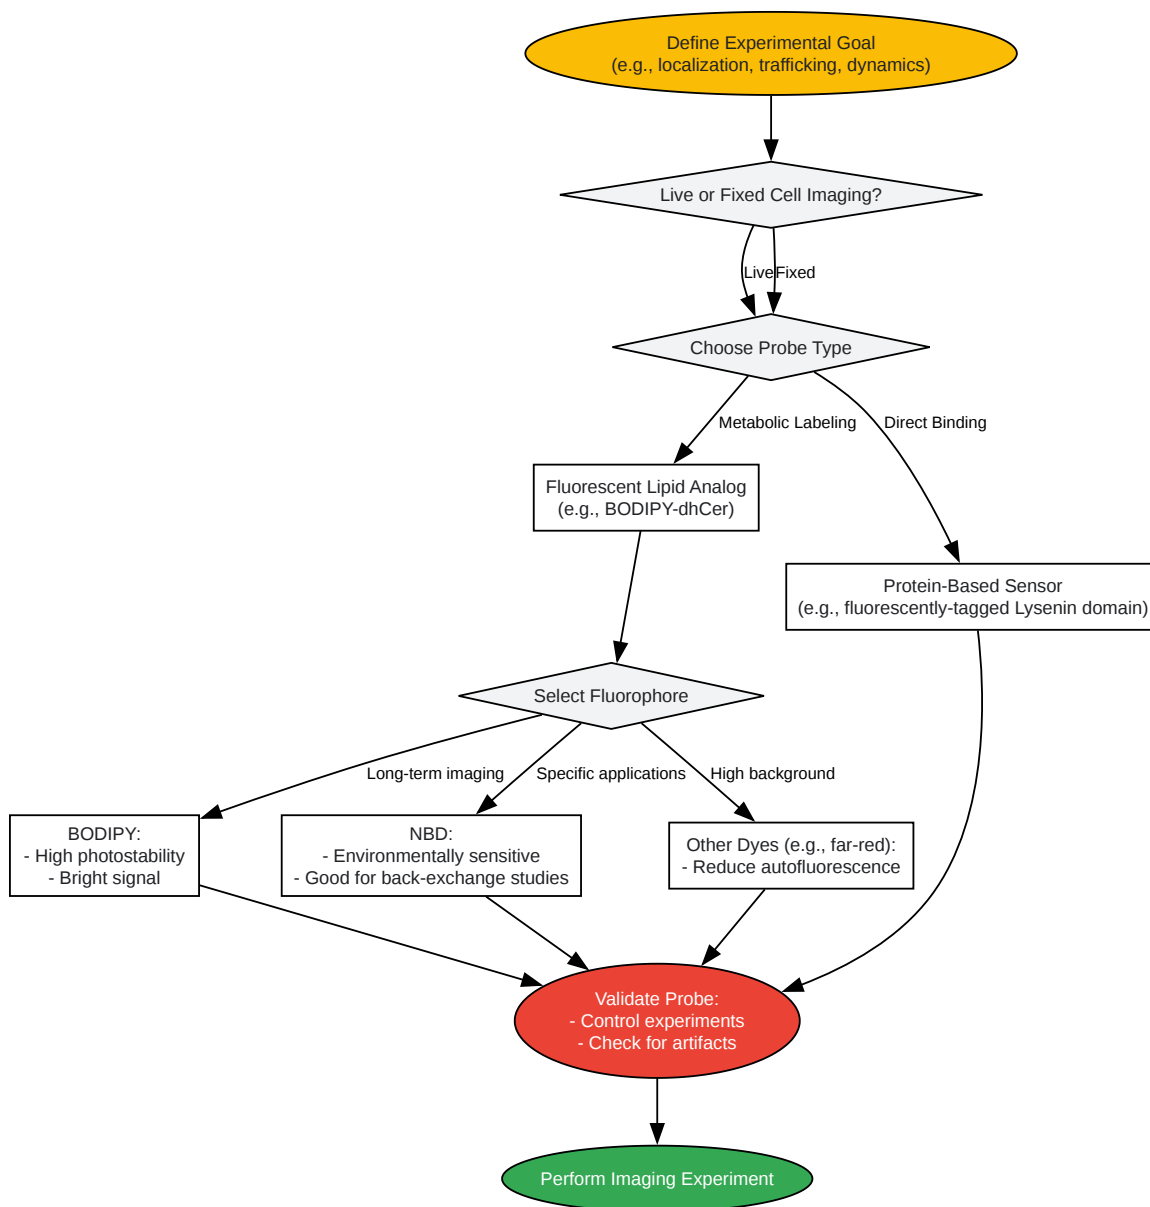 Define Experimental Goal
(e.g., localization, trafficking, dynamics)
Live or Fixed Cell Imaging?
Live
Fixed
Choose Probe Type
Metabolic Labeling
Direct Binding
Fluorescent Lipid Analog
(e.g., BODIPY-dhCer)
Protein-Based Sensor
(e.g., fluorescently-tagged Lysenin domain)
Select Fluorophore
Long-term imaging
Specific applications
High background
BODIPY:
- High photostability
- Bright signal
NBD:
- Environmentally sensitive
- Good for back-exchange studies
Other Dyes (e.g., far-red):
- Reduce autofluorescence
Validate Probe:
- Control experiments
- Check for artifacts
Perform Imaging Experiment